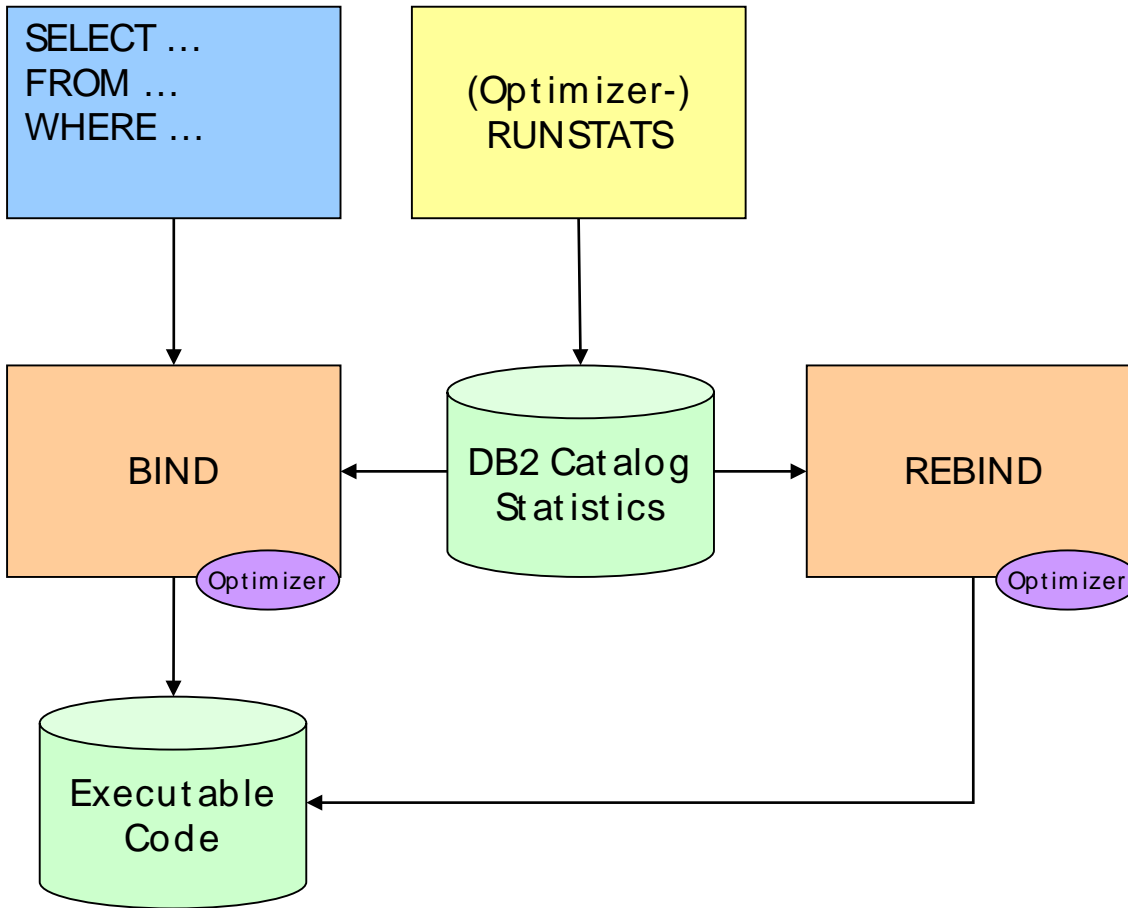 SELECT …
FROM …
WHERE …
(Optimizer-)
RUNSTATS
BIND
Optimizer
DB2 Catalog
Statistics
REBIND
Optimizer
Executable
Code